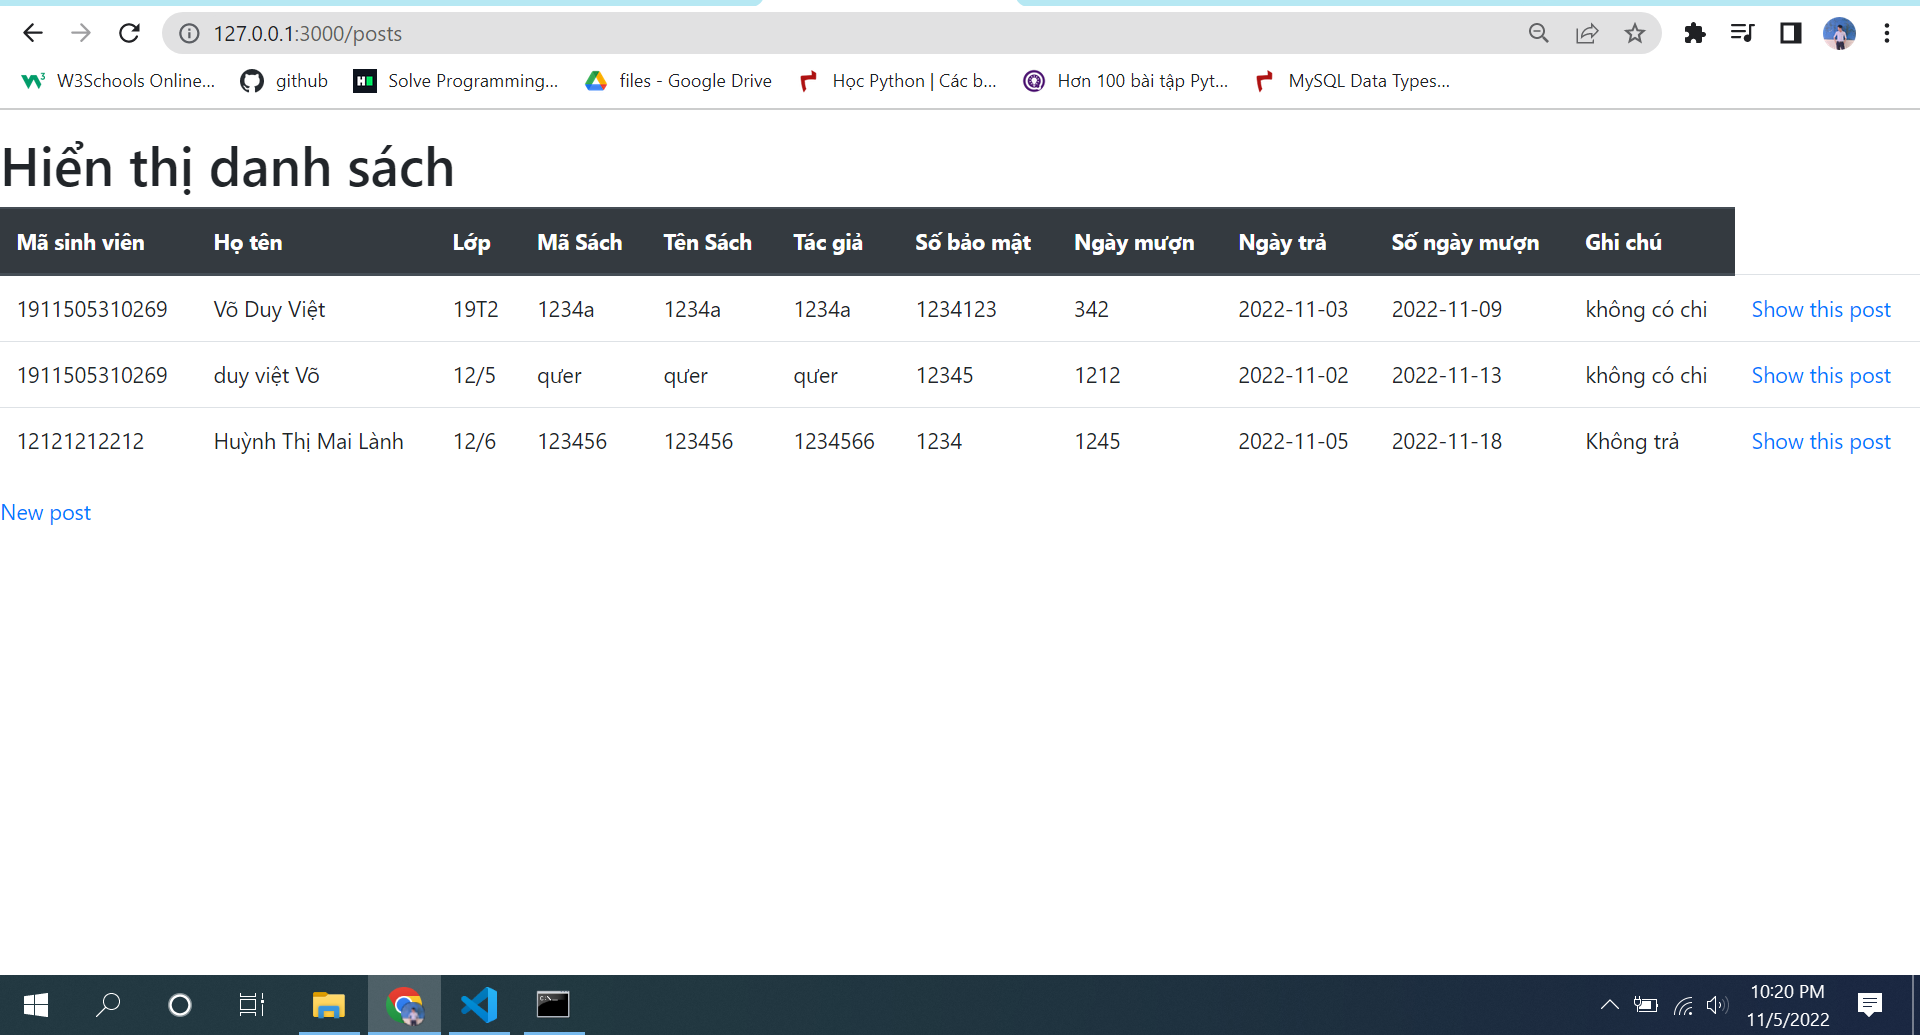 127.0.0.1:3000/posts
W3Schools Online... github Solve Programming... files - Google Drive Học Python | Các b... Hơn 100 bài tập Pyt... MySQL Data Types...
Hiển thị danh sách
Mã sinh viên Họ tên Lớp Mã Sách Tên Sách Tác giả Số bảo mật Ngày mượn Ngày trả Số ngày mượn Ghi chú
1911505310269 Võ Duy Việt 19T2 1234a 1234a 1234a 1234123 342 2022-11-03 2022-11-09 không có chi Show this post
1911505310269 duy việt Võ 12/5 qưer qưer qưer 12345 1212 2022-11-02 2022-11-13 không có chi Show this post
12121212212 Huỳnh Thị Mai Lành 12/6 123456 123456 1234566 1234 1245 2022-11-05 2022-11-18 Không trả Show this post
New post
10:20 PM
11/5/2022